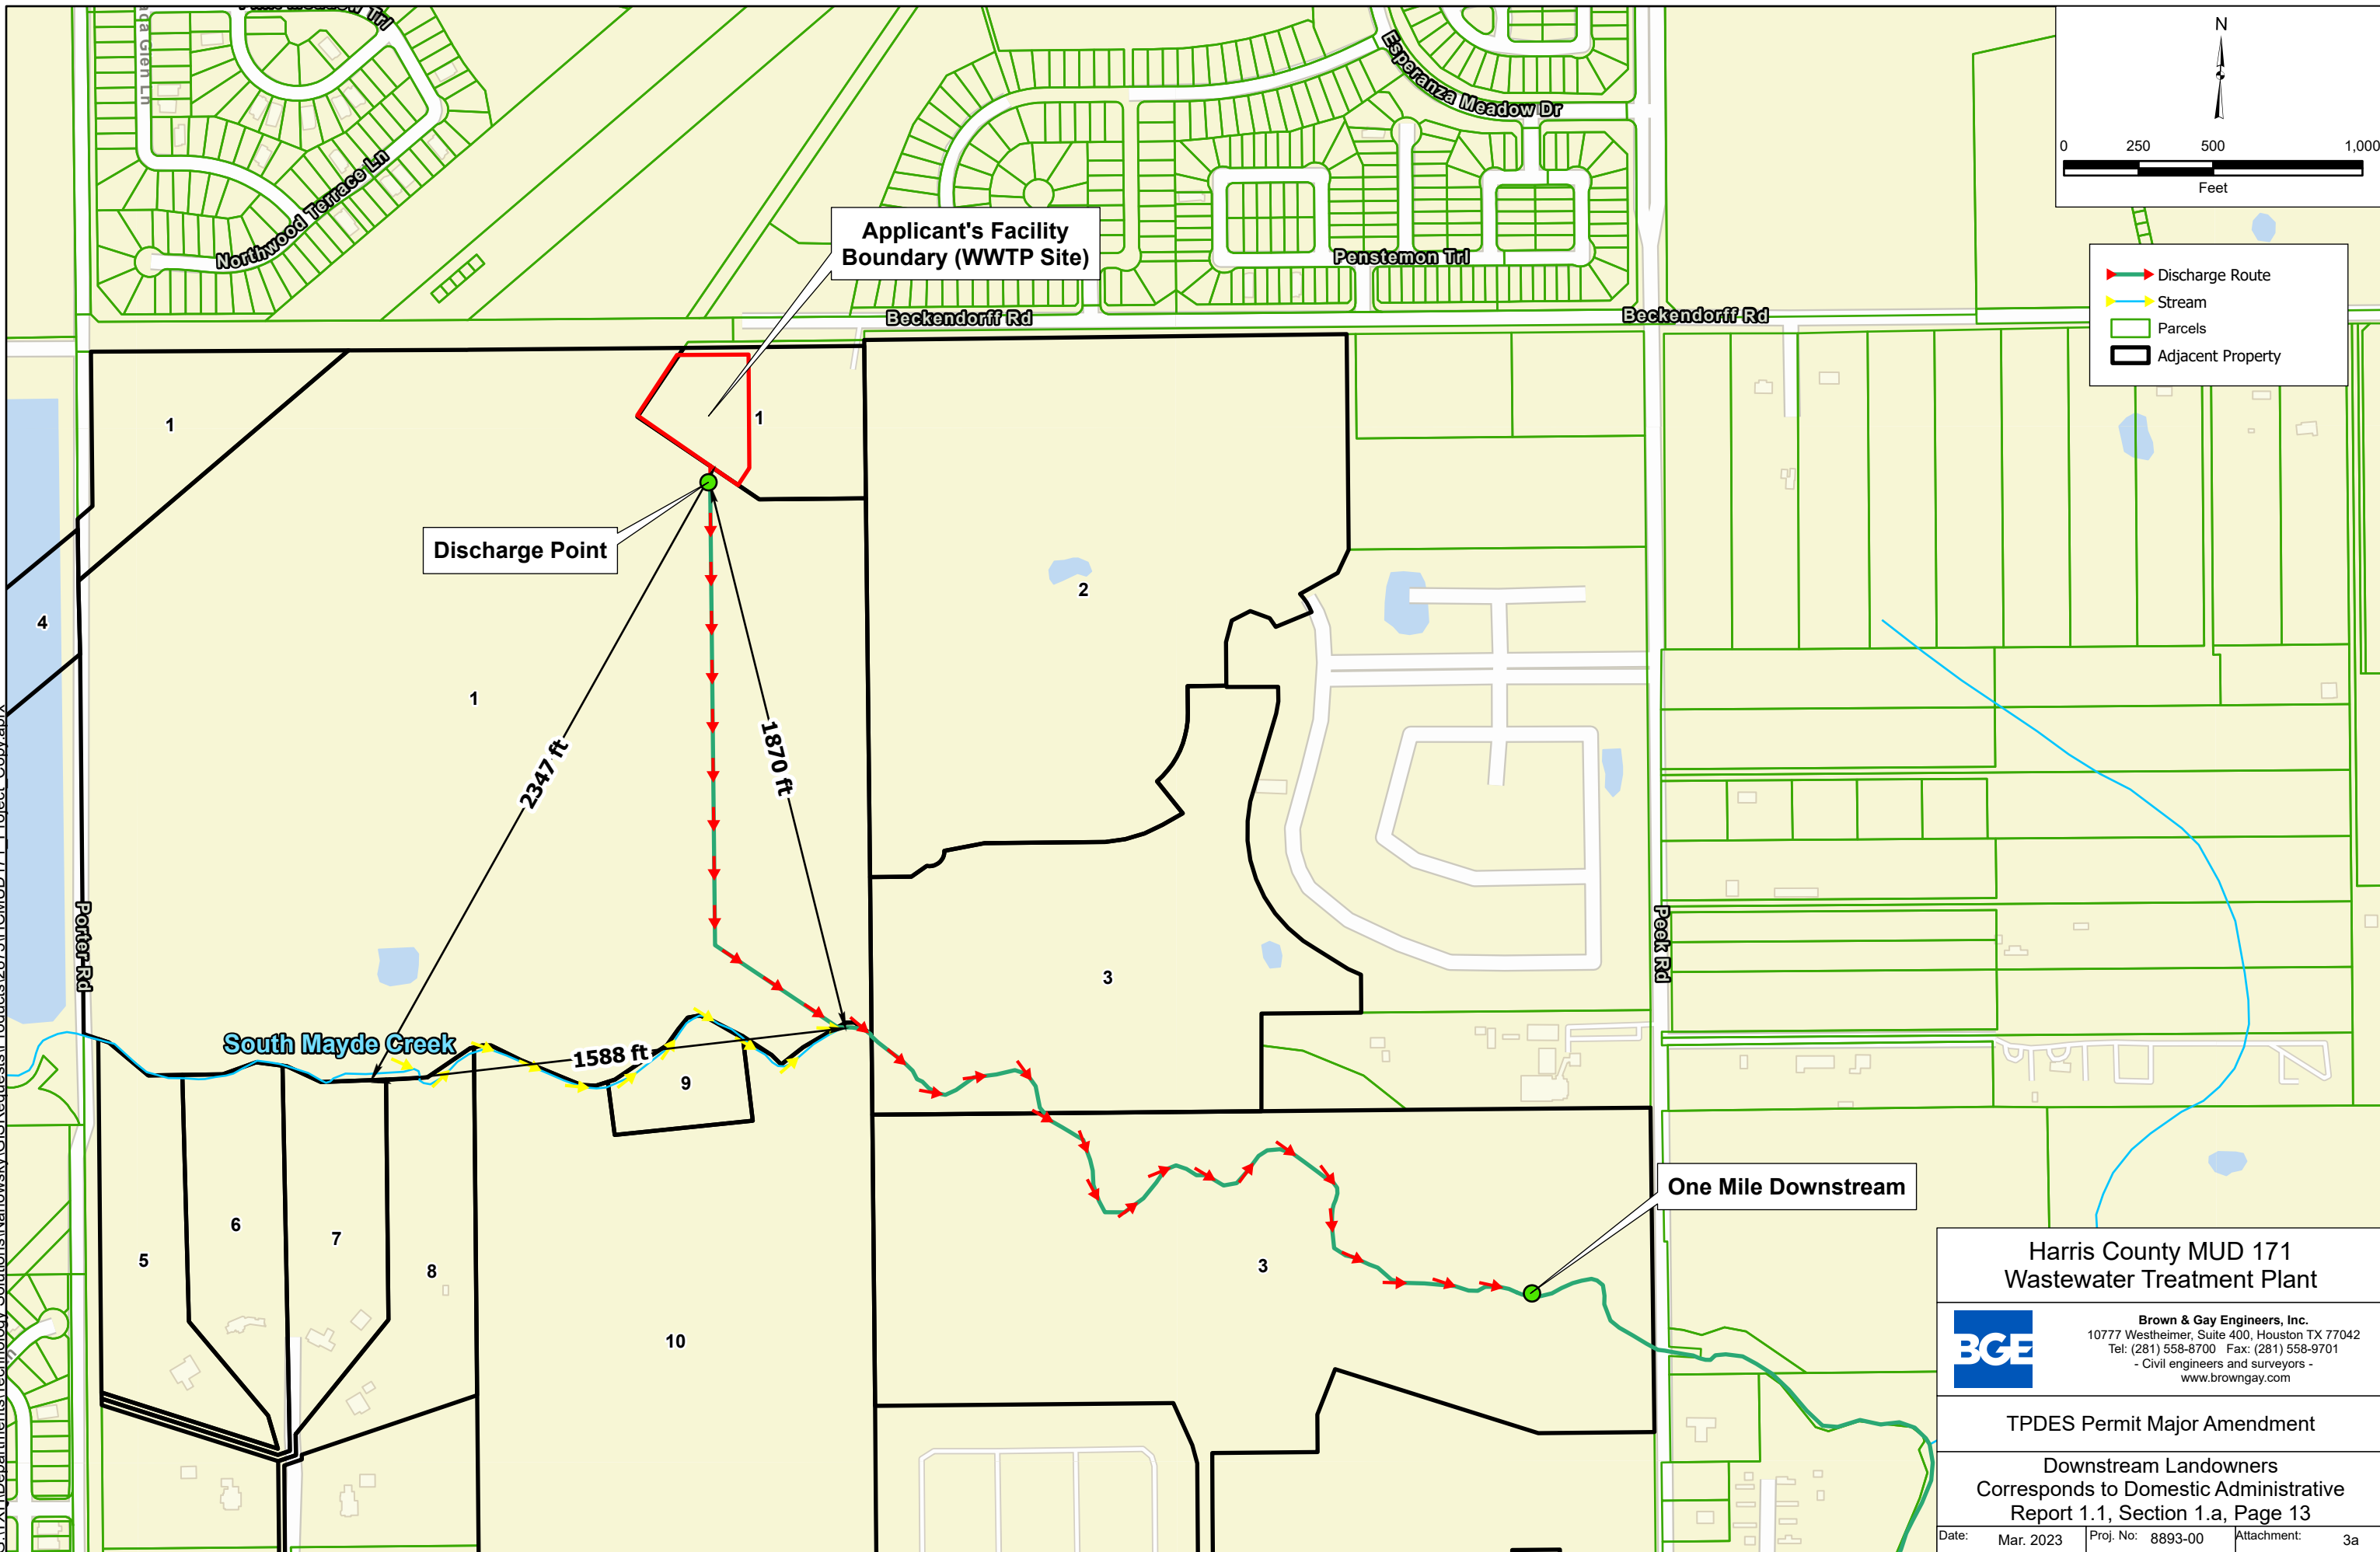 Northwood Terrace Ln
Esperanza Meadow Dr
Penstemon Trl
Beckendorff Rd
Beckendorff Rd
N
0 250 500 1,000
Feet
Discharge Route
Stream
Parcels
Adjacent Property
Applicant's Facility
Boundary (WWTP Site)
1
1
Discharge Point
2
4
1
2347 ft
1870 ft
Porter Rd
Peek Rd
3
South Mayde Creek
1588 ft
9
One Mile Downstream
6
7
5
8
3
10
Harris County MUD 171
Wastewater Treatment Plant
BGE
Brown & Gay Engineers, Inc.
10777 Westheimer, Suite 400, Houston TX 77042
Tel: (281) 558-8700 Fax: (281) 558-9701
- Civil engineers and surveyors -
www.browngay.com
TPDES Permit Major Amendment
Downstream Landowners
Corresponds to Domestic Administrative
Report 1.1, Section 1.a, Page 13
Date: Mar. 2023 Proj. No: 8893-00 Attachment: 3a